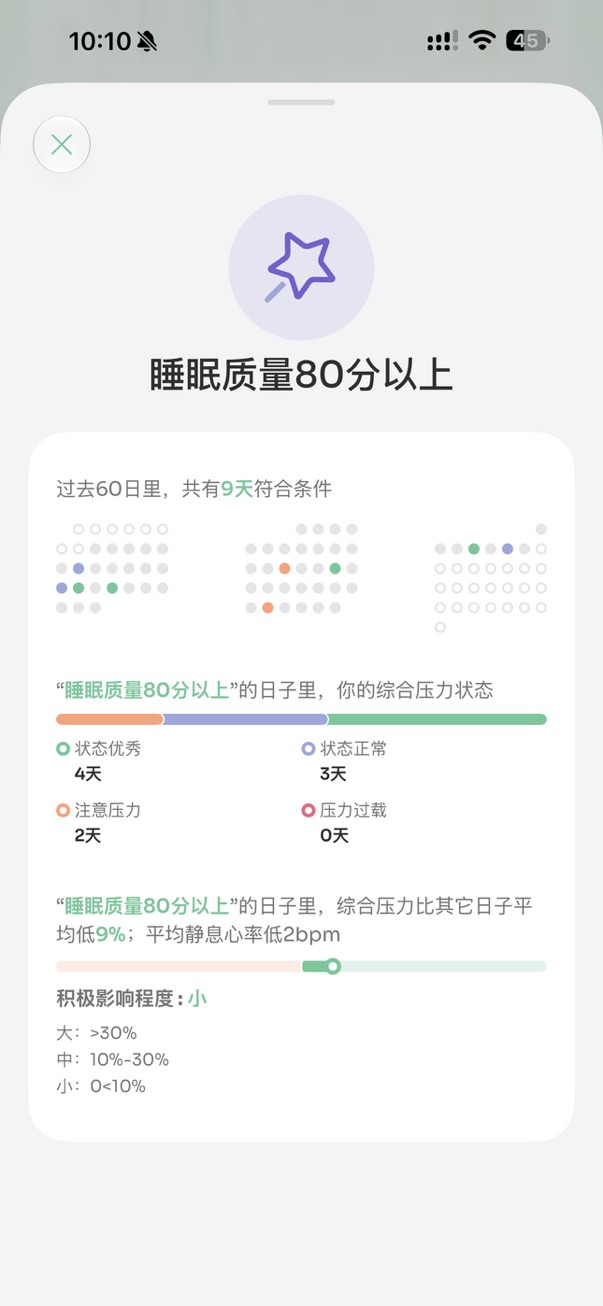 10:10
45
睡眠质量80分以上
过去60日里，共有9天符合条件
“睡眠质量80分以上”的日子里，你的综合压力状态
状态优秀
4天
状态正常
3天
注意压力
2天
压力过载
0天
“睡眠质量80分以上”的日子里，综合压力比其它日子平
均低9%；平均静息心率低2bpm
积极影响程度：小
大：>30%
中：10%-30%
小：0<10%